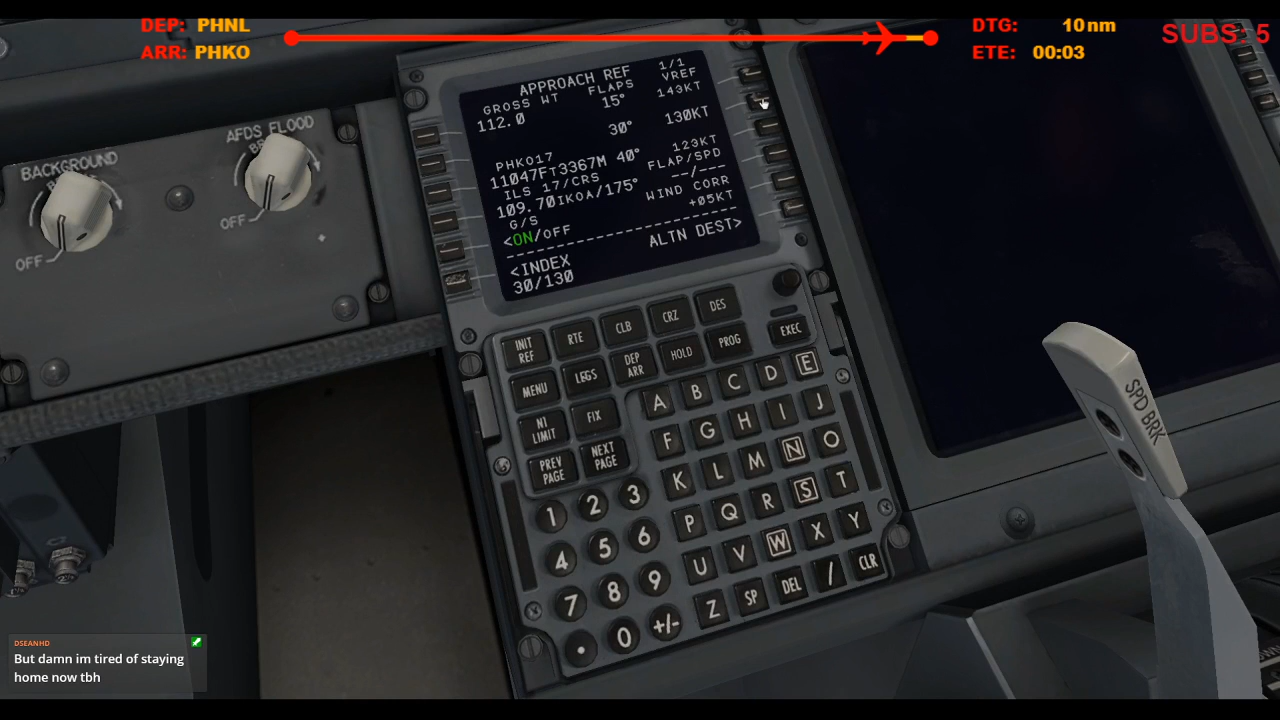 DEP: PHNL
ARR: PHKO
DTG: 10 nm
ETE: 00:03
SUBS: 5
BACKGROUND
OFF
AFDS FLOOD
OFF
APPROACH REF 1/1
GROSS WT FLAPS VREF
112.0 15° 143KT
30° 130KT
PHKO17 123KT
11047FT3367M 40°
ILS 17/CRS FLAP/SPD
109.70IKOA/175° --/---
G/S WIND CORR
<ON/OFF +05KT
<INDEX ALTN DEST>
30/130
INIT REF
RTE
CLB
CRZ
DES
MENU
LEGS
DEP ARR
HOLD
PROG
EXEC
N1 LIMIT
FIX
PREV PAGE
NEXT PAGE
A B C D E
F G H I J
K L M N O
P Q R S T
U V W X Y
Z SP DEL / CLR
1 2 3
4 5 6
7 8 9
. 0 +/-
SPD BRK
DSEANHD
But damn im tired of staying
home now tbh